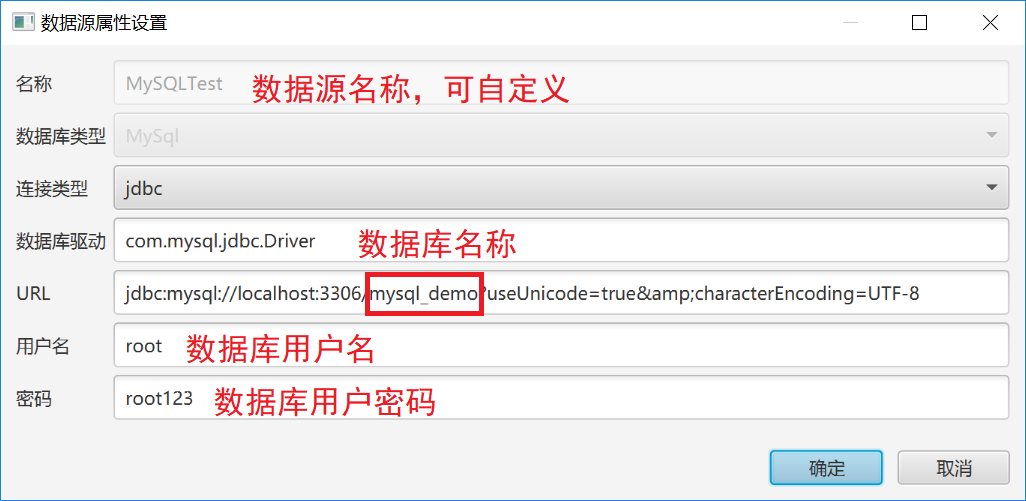 数据源属性设置
名称 MySQLTest 数据源名称，可自定义
数据库类型 MySql
连接类型 jdbc
数据库驱动 com.mysql.jdbc.Driver 数据库名称
URL jdbc:mysql://localhost:3306/mysql_demo?useUnicode=true&amp;characterEncoding=UTF-8
用户名 root 数据库用户名
密码 root123 数据库用户密码
确定 取消